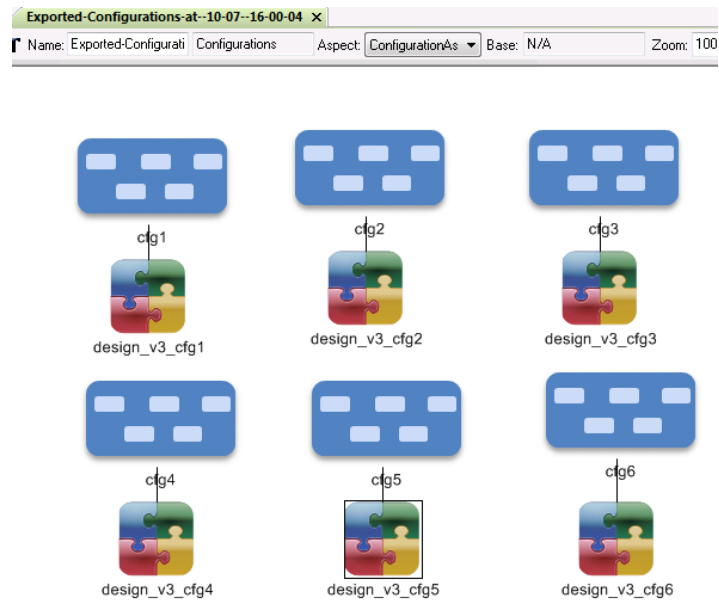 Exported-Configurations-at--10-07--16-00-04 X
Name: Exported-Configurati Configurations Aspect: ConfigurationAs Base: N/A Zoom: 100
cfg1 cfg2 cfg3
design_v3_cfg1 design_v3_cfg2 design_v3_cfg3
cfg4 cfg5 cfg6
design_v3_cfg4 design_v3_cfg5 design_v3_cfg6